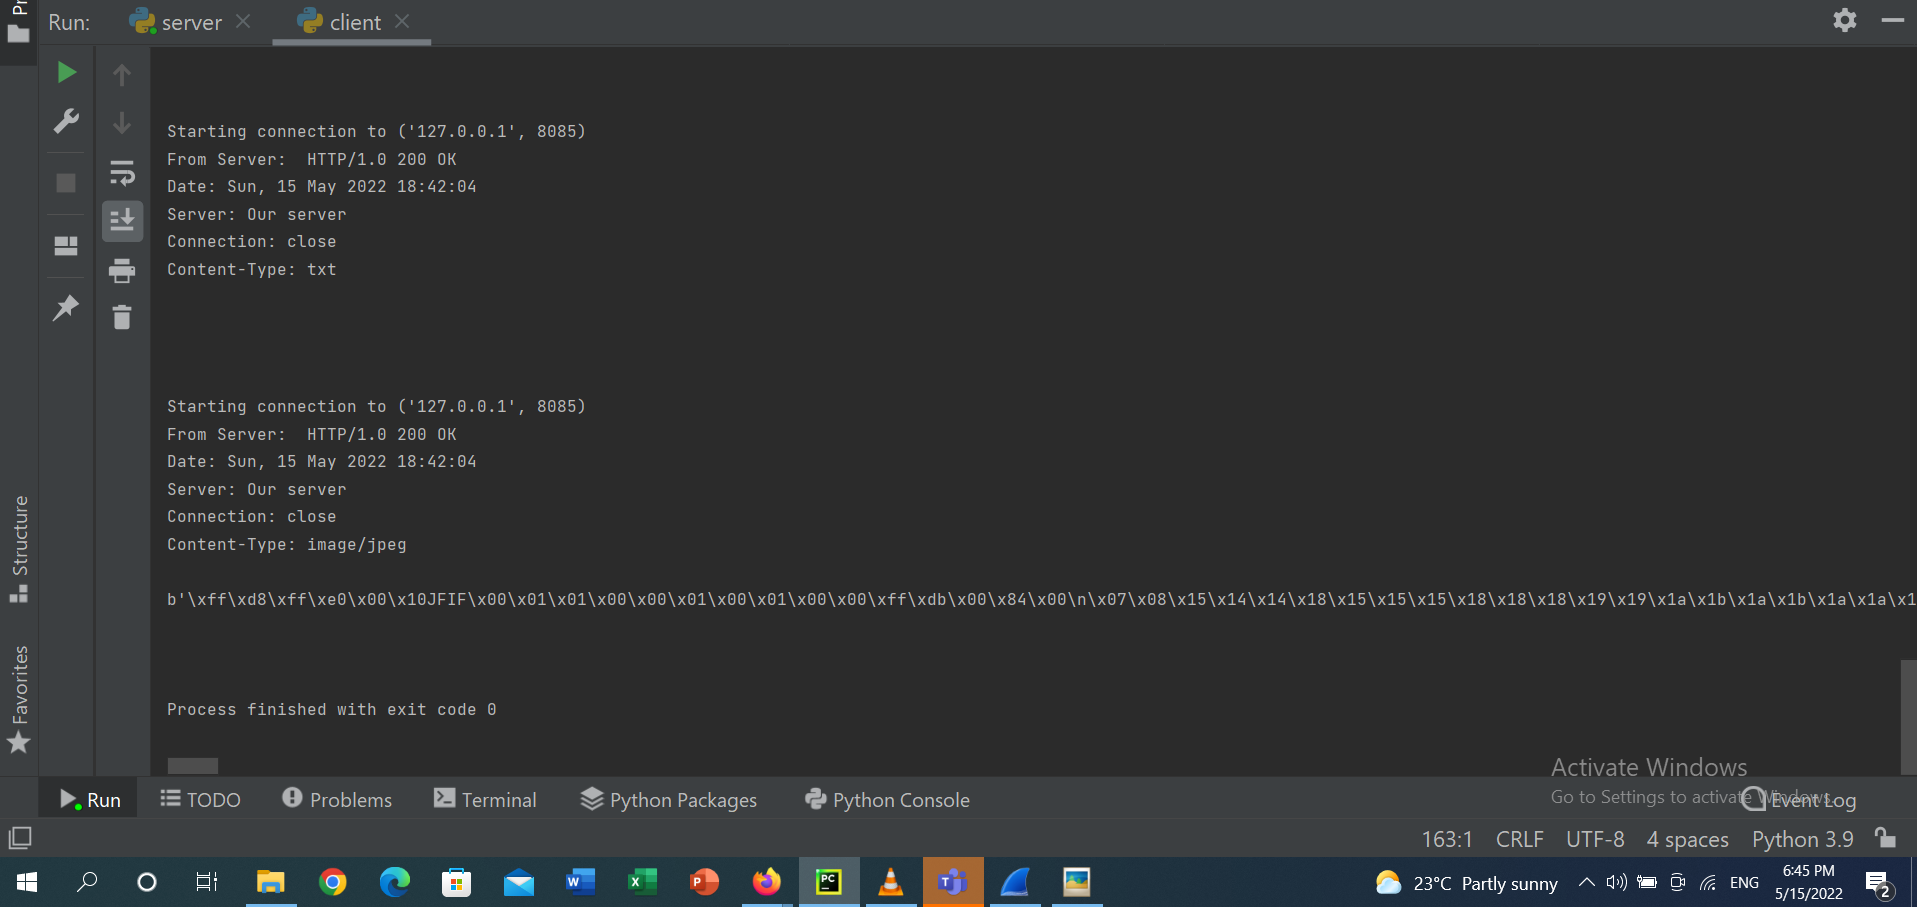 Pr
Run:
server
client
Starting connection to ('127.0.0.1', 8085)
From Server:  HTTP/1.0 200 OK
Date: Sun, 15 May 2022 18:42:04
Server: Our server
Connection: close
Content-Type: txt
Starting connection to ('127.0.0.1', 8085)
From Server:  HTTP/1.0 200 OK
Date: Sun, 15 May 2022 18:42:04
Server: Our server
Connection: close
Content-Type: image/jpeg
b'\xff\xd8\xff\xe0\x00\x10JFIF\x00\x01\x01\x00\x00\x01\x00\x01\x00\x00\xff\xdb\x00\x84\x00\n\x07\x08\x15\x14\x14\x18\x15\x15\x15\x18\x18\x18\x19\x19\x1a\x1b\x1a\x1b\x1a\x1a\x1
Process finished with exit code 0
Structure
Favorites
Activate Windows
Go to Settings to activate Windows.
Run
TODO
Problems
Terminal
Python Packages
Python Console
Event Log
163:1
CRLF
UTF-8
4 spaces
Python 3.9
W
X
P
PC
T
23°C Partly sunny
ENG
6:45 PM
5/15/2022
2